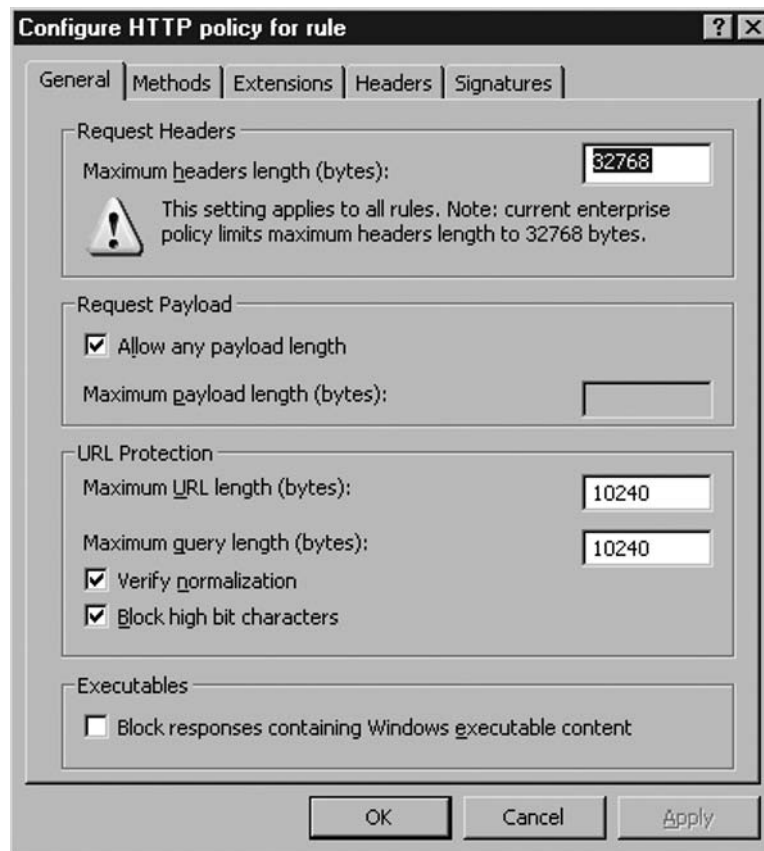 Configure HTTP policy for rule
General Methods Extensions Headers Signatures
Request Headers
Maximum headers length (bytes): 32768
This setting applies to all rules. Note: current enterprise
policy limits maximum headers length to 32768 bytes.
Request Payload
Allow any payload length
Maximum payload length (bytes):
URL Protection
Maximum URL length (bytes): 10240
Maximum query length (bytes): 10240
Verify normalization
Block high bit characters
Executables
Block responses containing Windows executable content
OK Cancel Apply